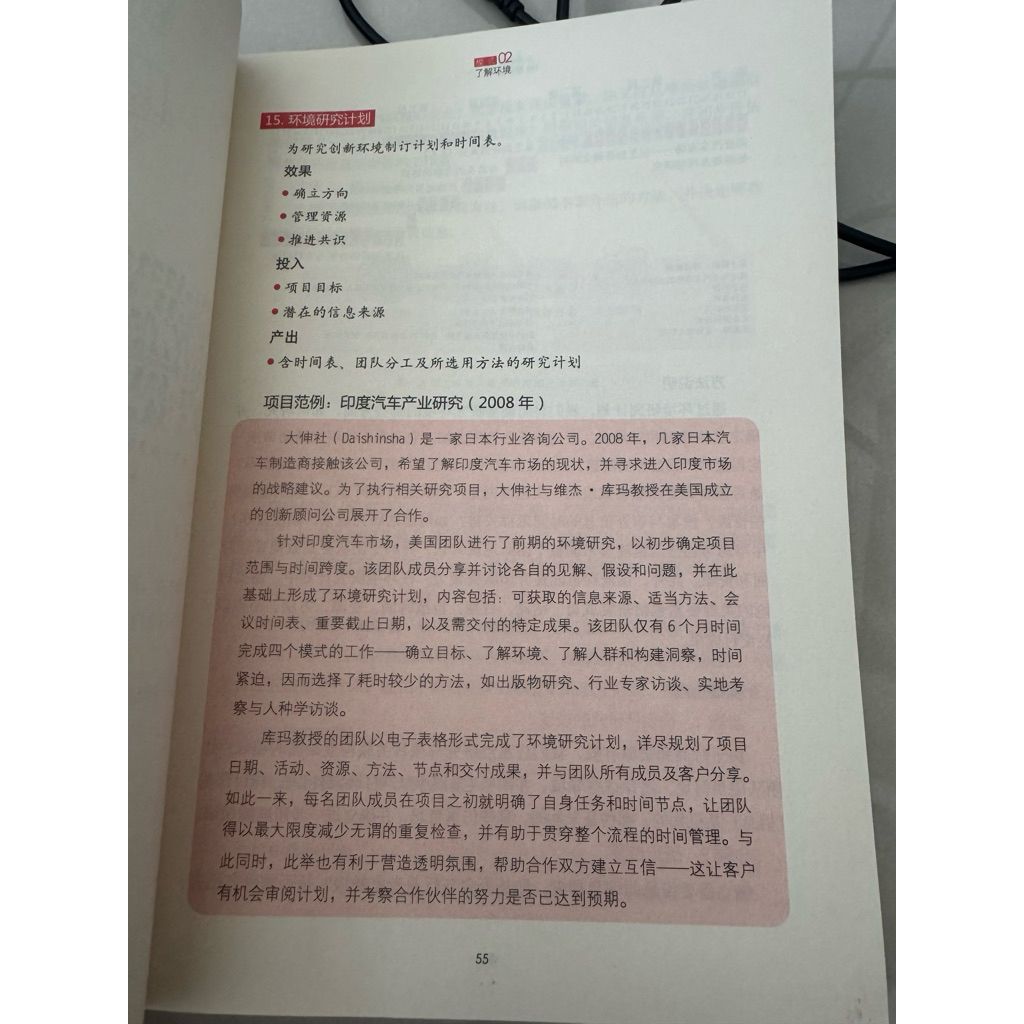 模式02
了解环境
15. 环境研究计划
为研究创新环境制订计划和时间表。
效果
●确立方向
●管理资源
●推进共识
投入
●项目目标
●潜在的信息来源
产出
●含时间表、团队分工及所选用方法的研究计划
项目范例：印度汽车产业研究（2008 年）
大伸社（Daishinsha）是一家日本行业咨询公司。2008 年，几家日本汽
车制造商接触该公司，希望了解印度汽车市场的现状，并寻求进入印度市场
的战略建议。为了执行相关研究项目，大伸社与维杰·库玛教授在美国成立
的创新顾问公司展开了合作。
针对印度汽车市场，美国团队进行了前期的环境研究，以初步确定项目
范围与时间跨度。该团队成员分享并讨论各自的见解、假设和问题，并在此
基础上形成了环境研究计划，内容包括：可获取的信息来源、适当方法、会
议时间表、重要截止日期，以及需交付的特定成果。该团队仅有 6 个月时间
完成四个模式的工作——确立目标、了解环境、了解人群和构建洞察，时间
紧迫，因而选择了耗时较少的方法，如出版物研究、行业专家访谈、实地考
察与人种学访谈。
库玛教授的团队以电子表格形式完成了环境研究计划，详尽规划了项目
日期、活动、资源、方法、节点和交付成果，并与团队所有成员及客户分享。
如此一来，每名团队成员在项目之初就明确了自身任务和时间节点，让团队
得以最大限度减少无谓的重复检查，并有助于贯穿整个流程的时间管理。与
此同时，此举也有利于营造透明氛围，帮助合作双方建立互信——这让客户
有机会审阅计划，并考察合作伙伴的努力是否已达到预期。
55